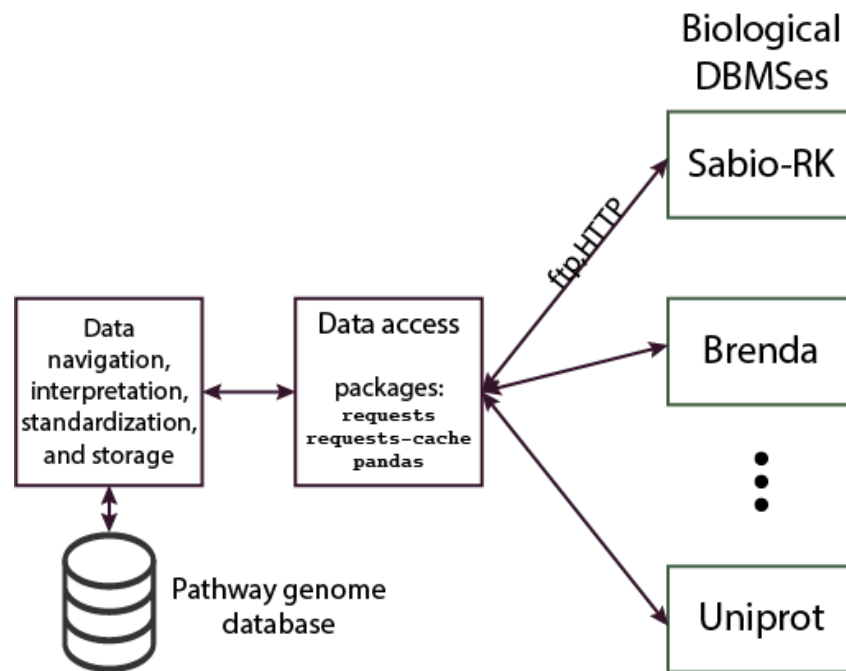 Biological
DBMSes
Sabio-RK
ftp,HTTP
Data
navigation,
interpretation,
standardization,
and storage
Data access
packages:
requests
requests-cache
pandas
Brenda
Pathway genome
database
Uniprot